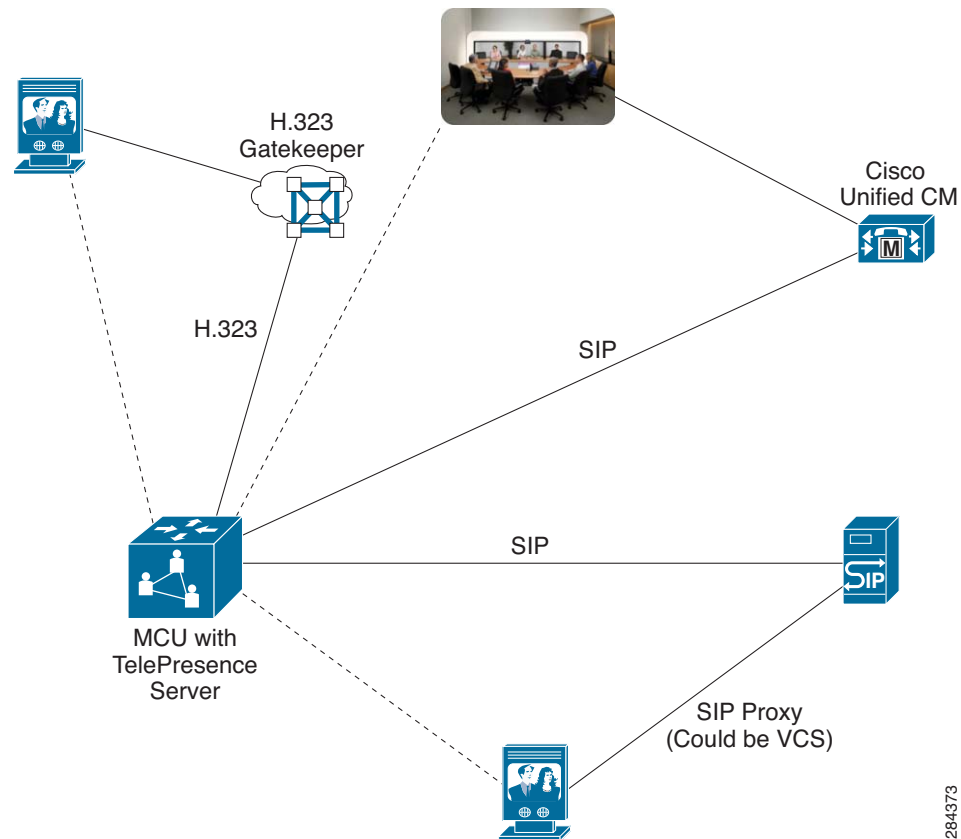 H.323
Gatekeeper
Cisco
Unified CM
M
H.323
SIP
SIP
SIP
MCU with
TelePresence
Server
SIP Proxy
(Could be VCS)
284373